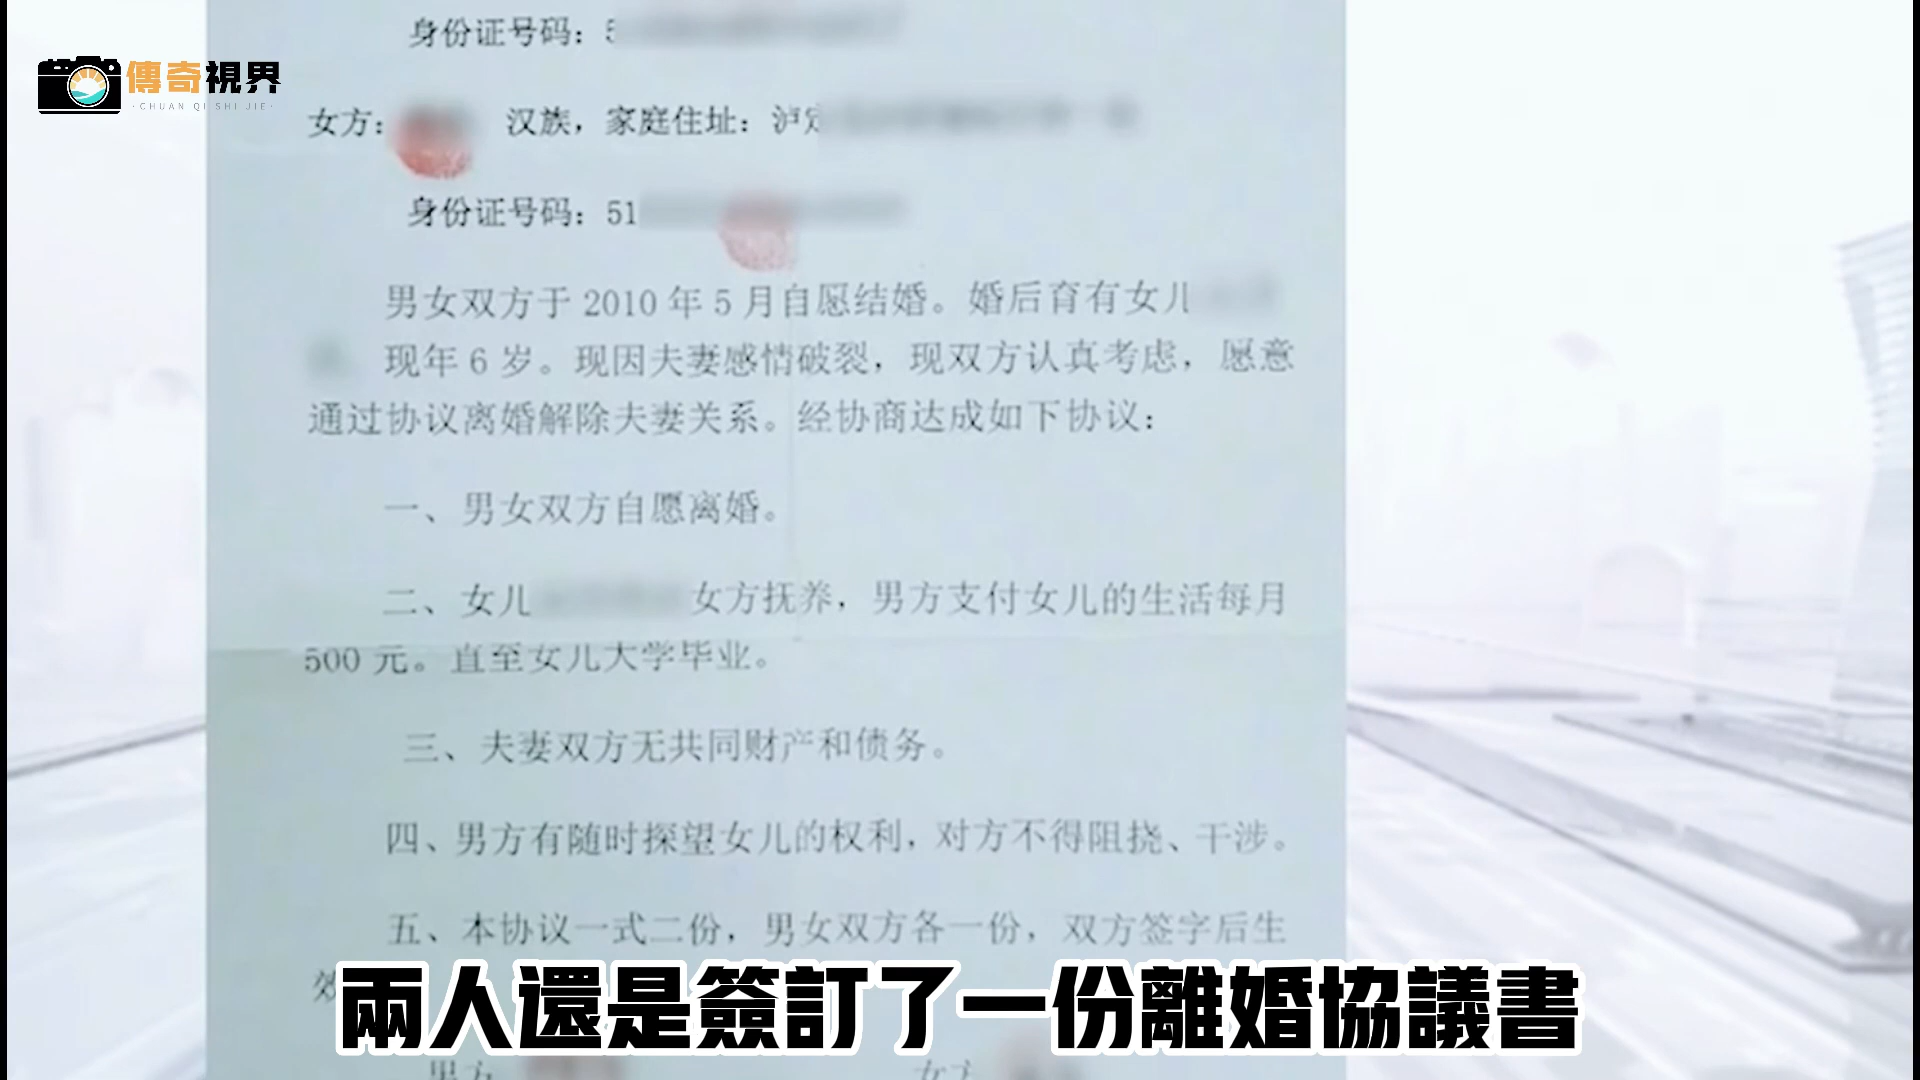 傳奇視界
·CHUAN QI SHI JIE·
身份证号码：5
女方： 汉族，家庭住址：泸定
身份证号码：51
男女双方于 2010 年 5 月自愿结婚。婚后育有女儿
现年 6 岁。现因夫妻感情破裂，现双方认真考虑，愿意
通过协议离婚解除夫妻关系。经协商达成如下协议：
一、男女双方自愿离婚。
二、女儿 女方抚养，男方支付女儿的生活每月
500 元。直至女儿大学毕业。
三、夫妻双方无共同财产和债务。
四、男方有随时探望女儿的权利，对方不得阻挠、干涉。
五、本协议一式二份，男女双方各一份，双方签字后生
效
兩人還是簽訂了一份離婚協議書
男方 女方